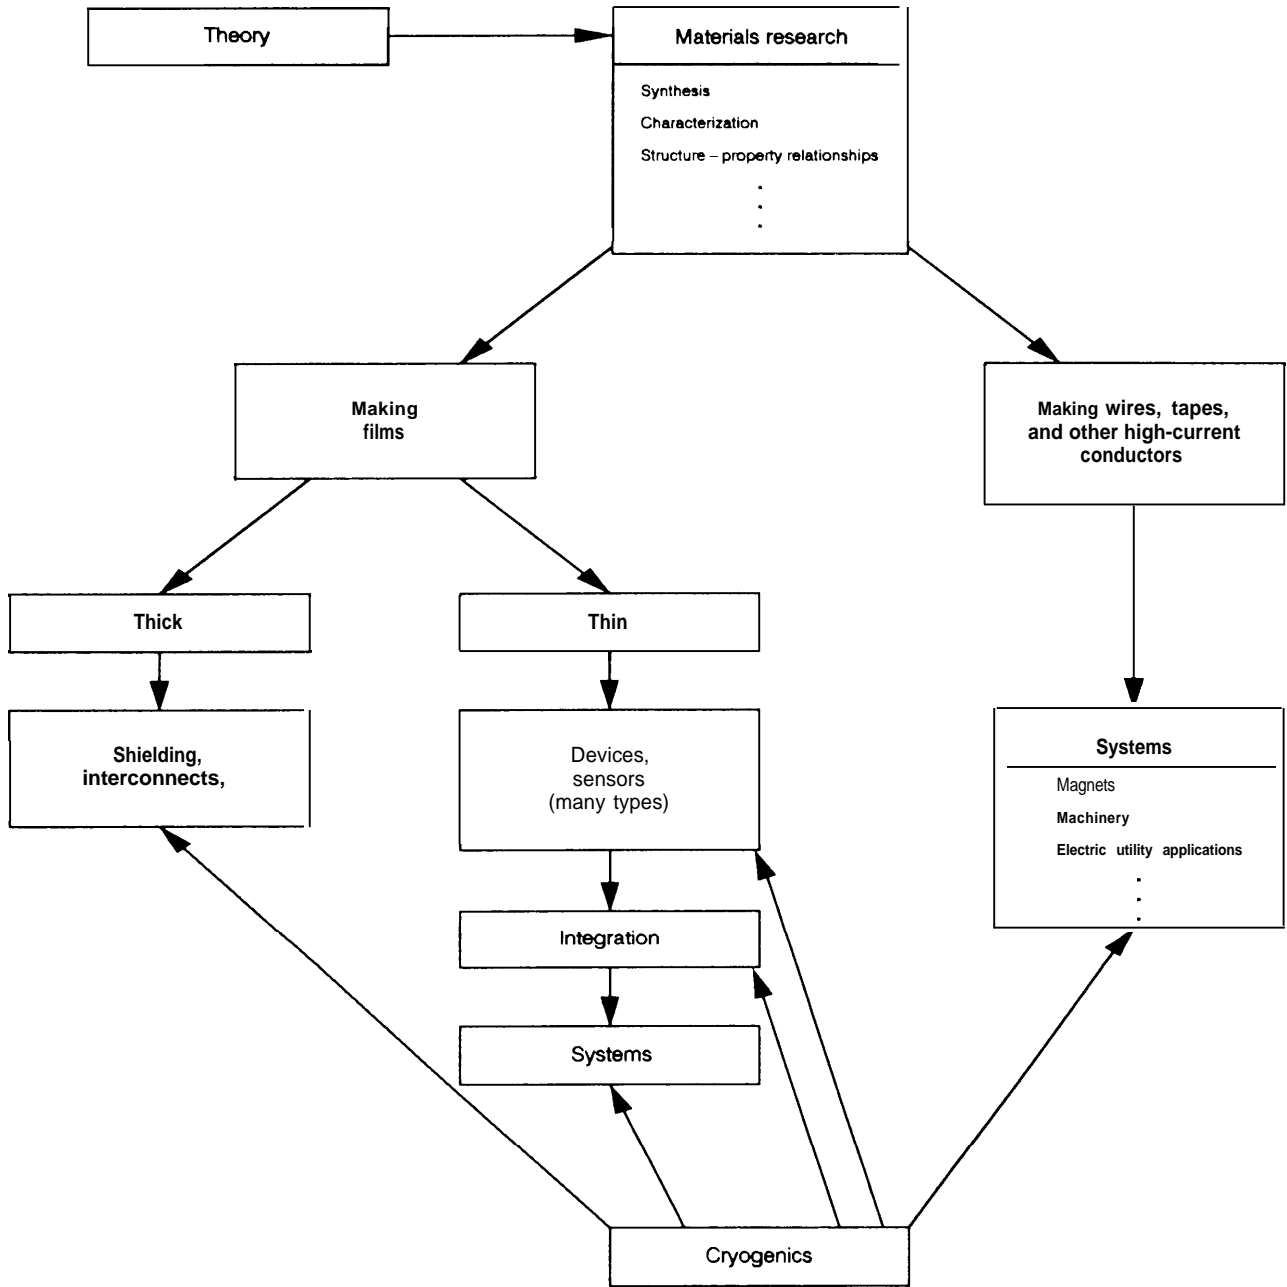 Theory
Materials research
Synthesis
Characterization
Structure – property relationships
.
.
.
Making
films
Making wires, tapes,
and other high-current
conductors
Thick
Thin
Shielding,
interconnects,
Devices,
sensors
(many types)
Systems
Magnets
Machinery
Electric utility applications
.
.
.
Integration
Systems
Cryogenics